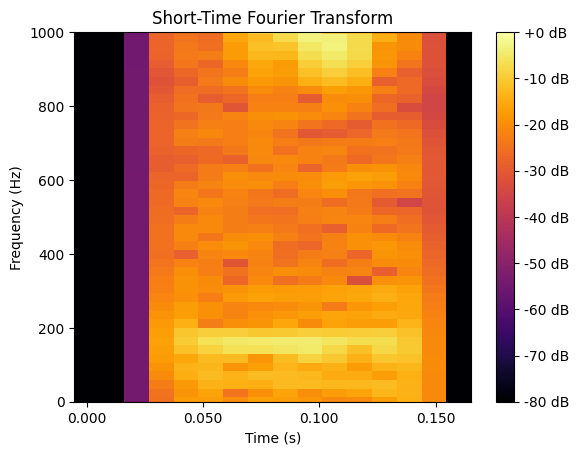 Short-Time Fourier Transform
Frequency (Hz)
1000
800
600
400
200
0
0.000
0.050
0.100
0.150
Time (s)
+0 dB
-10 dB
-20 dB
-30 dB
-40 dB
-50 dB
-60 dB
-70 dB
-80 dB